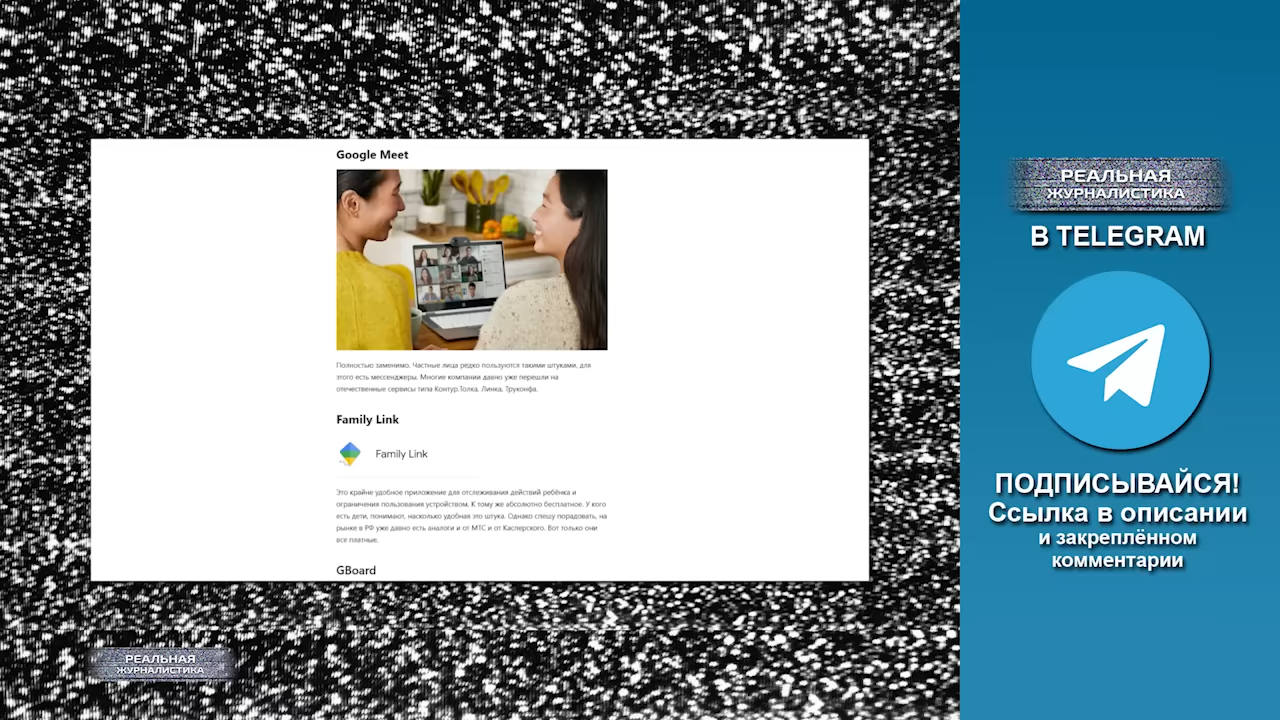 Google Meet
Полностью заменимо. Частные лица редко пользуются такими штуками, для
этого есть мессенджеры. Многие компании давно уже перешли на
отечественные сервисы типа Контур.Толка, Линка, Труконфа.
Family Link
Family Link
Это крайне удобное приложение для отслеживания действий ребёнка и
ограничения пользования устройством. К тому же абсолютно бесплатное. У кого
есть дети, понимают, насколько удобная это штука. Однако спешу порадовать, на
рынке в РФ уже давно есть аналоги и от МТС и от Касперского. Вот только они
все платные.
GBoard
РЕАЛЬНАЯ
ЖУРНАЛИСТИКА
РЕАЛЬНАЯ
ЖУРНАЛИСТИКА
В TELEGRAM
ПОДПИСЫВАЙСЯ!
Ссылка в описании
и закреплённом
комментарии